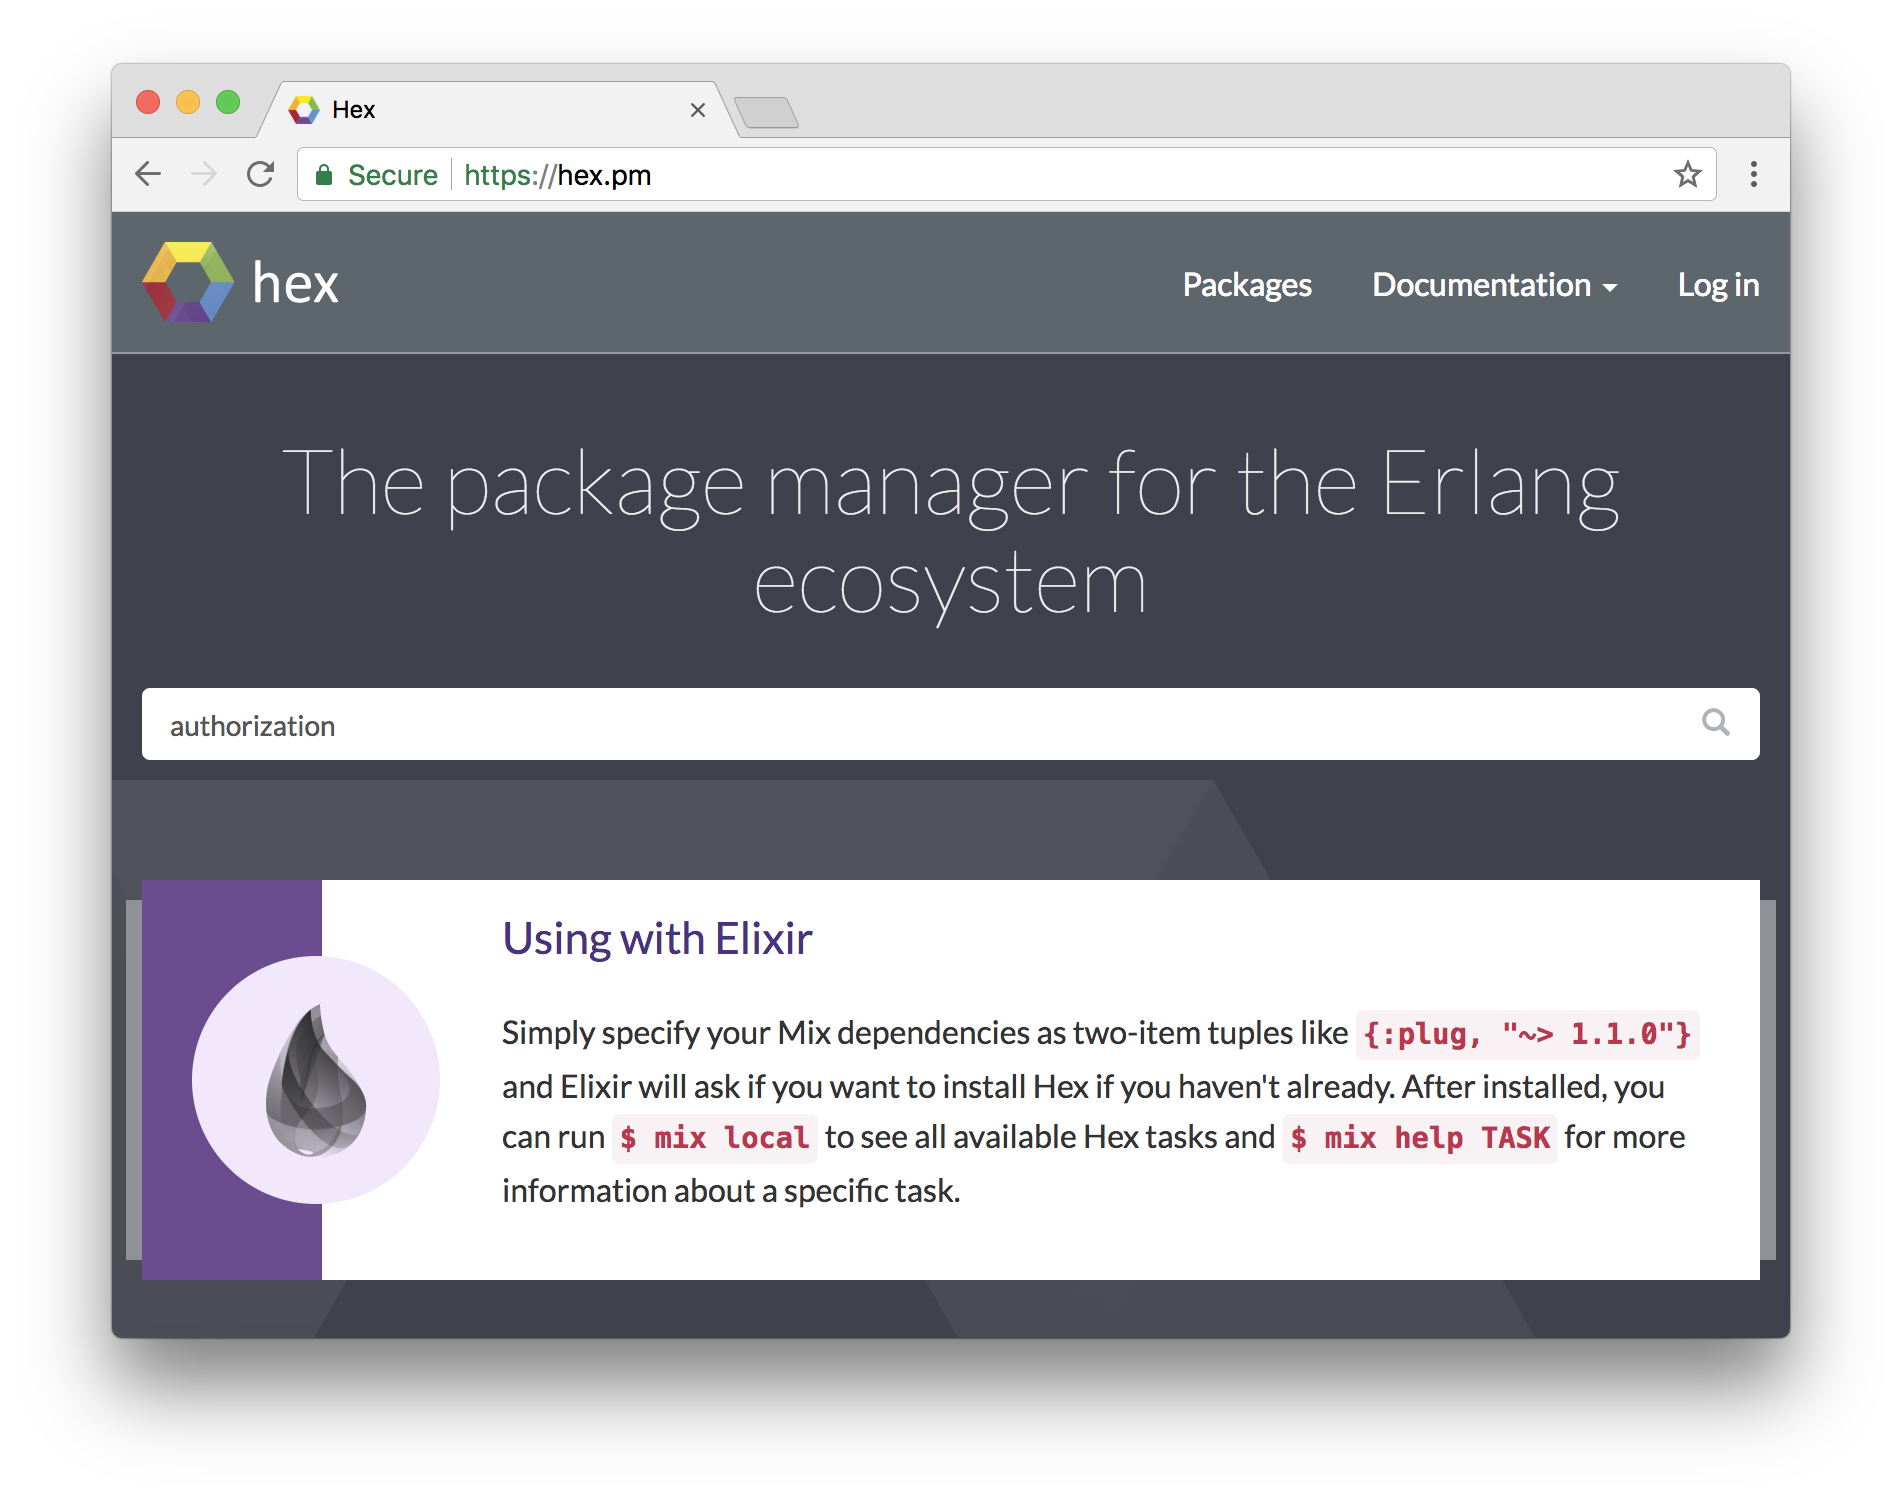 Hex
Secure https://hex.pm
hex Packages Documentation Log in
The package manager for the Erlang
ecosystem
authorization
Using with Elixir
Simply specify your Mix dependencies as two-item tuples like {:plug, "~> 1.1.0"}
and Elixir will ask if you want to install Hex if you haven't already. After installed, you
can run $ mix local to see all available Hex tasks and $ mix help TASK for more
information about a specific task.